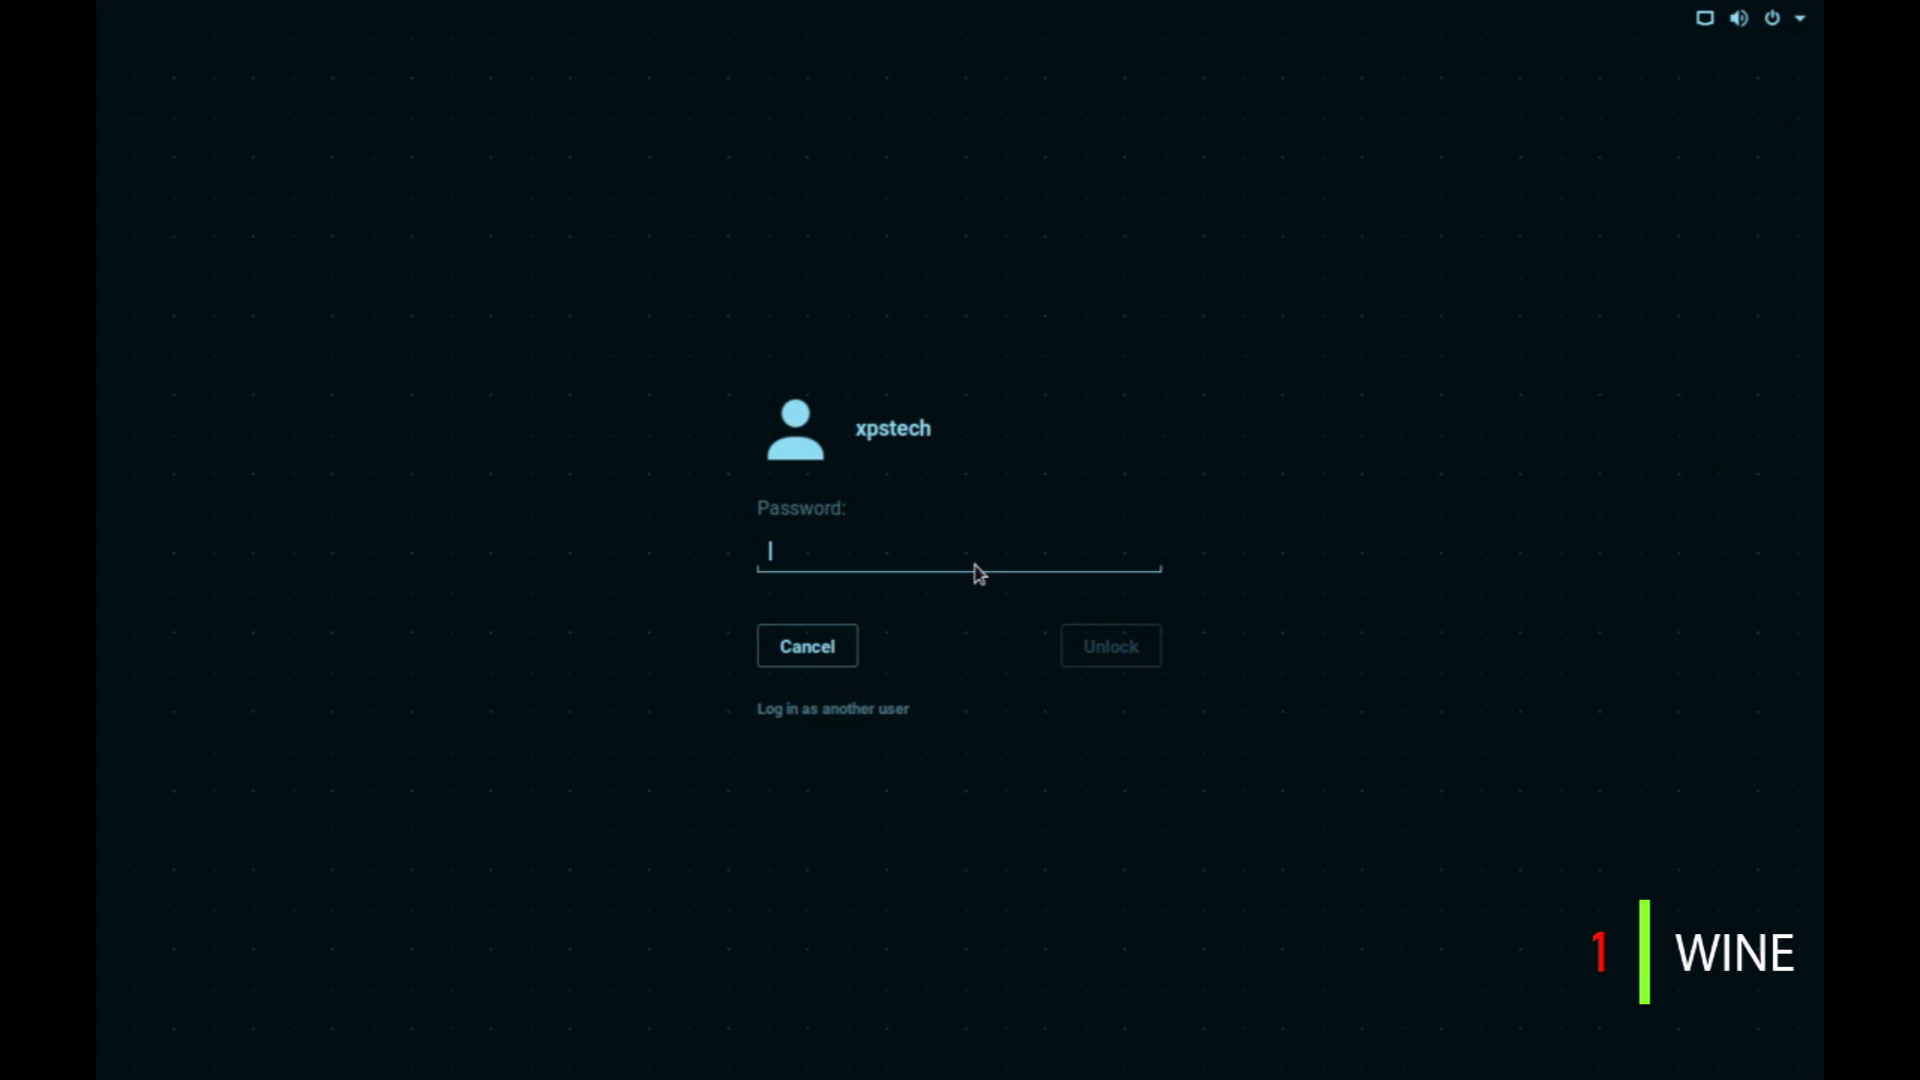 xpstech
Password:
Cancel
Unlock
Log in as another user
1 WINE